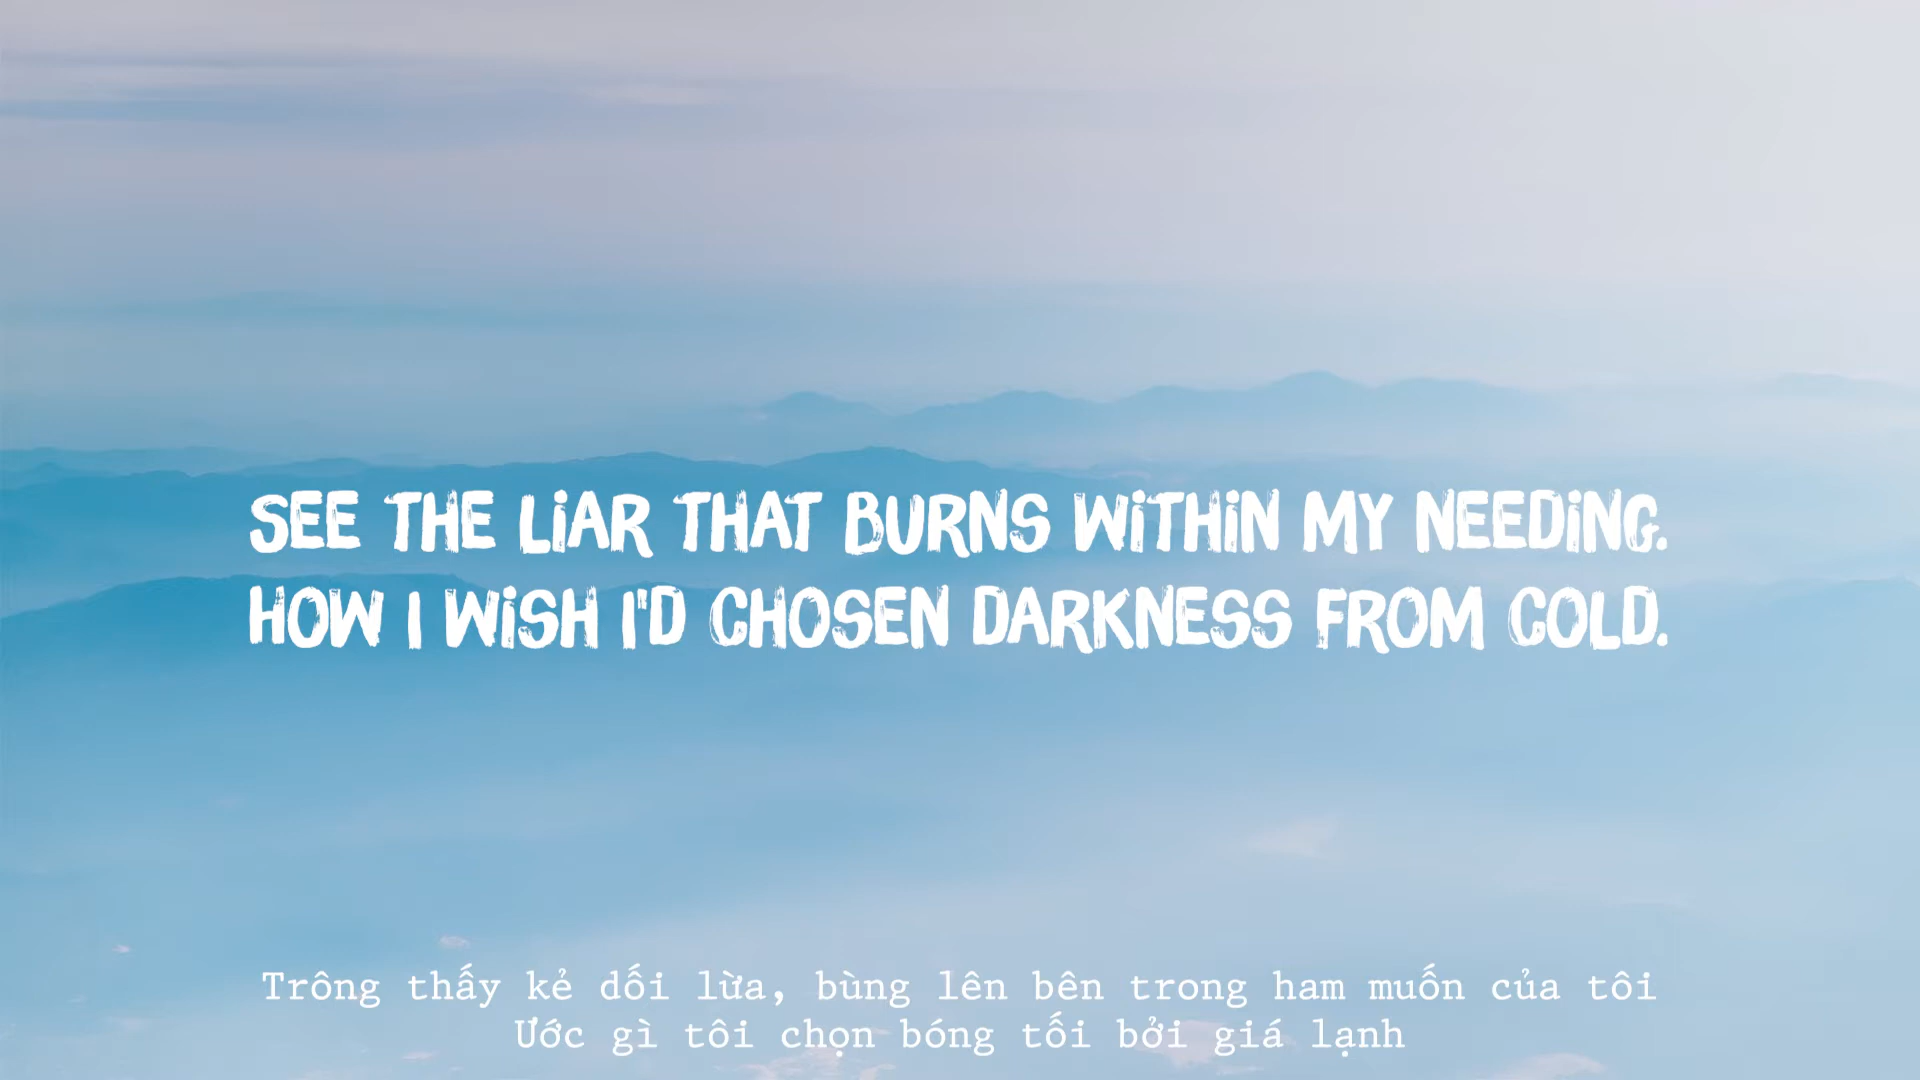 SEE THE LiAR THAT BURNS WiTHiN MY NEEDiNG.
HOW I WiSH I'D CHOSEN DARKNESS FROM COLD.
Trông thấy kẻ dối lừa, bùng lên bên trong ham muốn của tôi
Ước gì tôi chọn bóng tối bởi giá lạnh